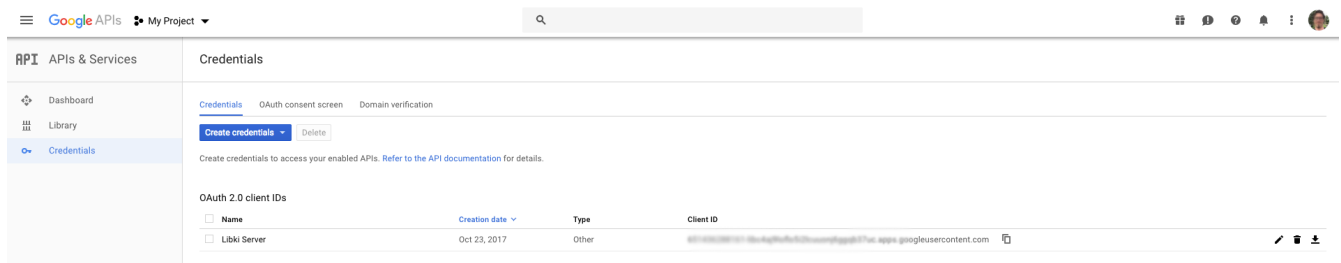 Google APIs My Project
API APIs & Services
Credentials
Dashboard
Library
Credentials
Credentials OAuth consent screen Domain verification
Create credentials Delete
Create credentials to access your enabled APIs. Refer to the API documentation for details.
OAuth 2.0 client IDs
Name Creation date Type Client ID
Libki Server Oct 23, 2017 Other .apps.googleusercontent.com